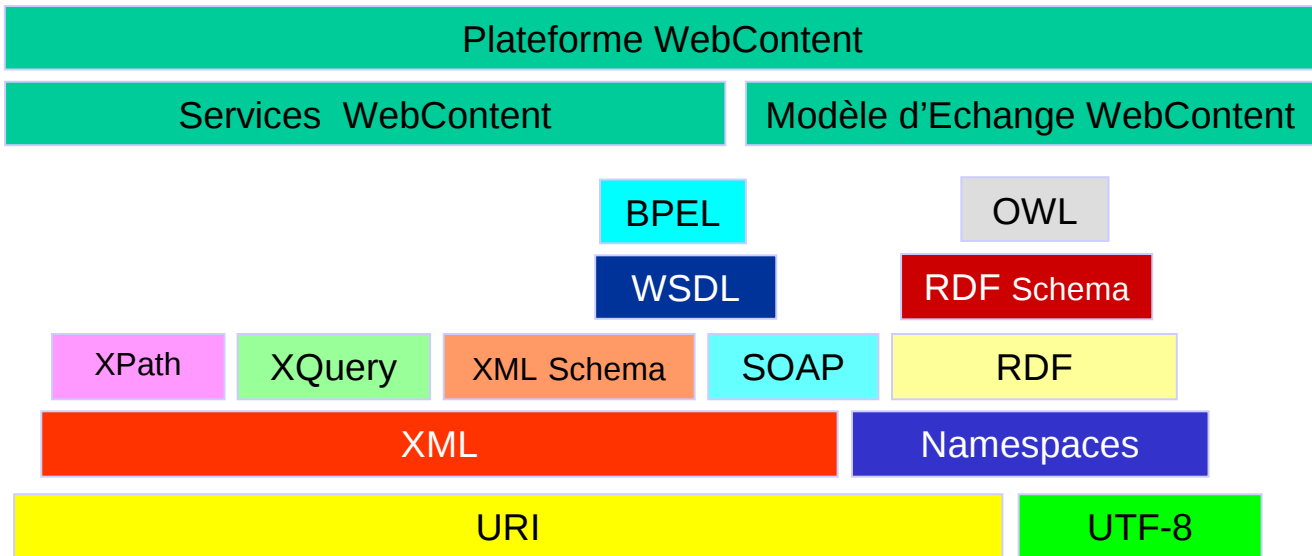 Plateforme WebContent
Services WebContent
Modèle d’Echange WebContent
BPEL
OWL
WSDL
RDF Schema
XPath
XQuery
XML Schema
SOAP
RDF
XML
Namespaces
URI
UTF-8